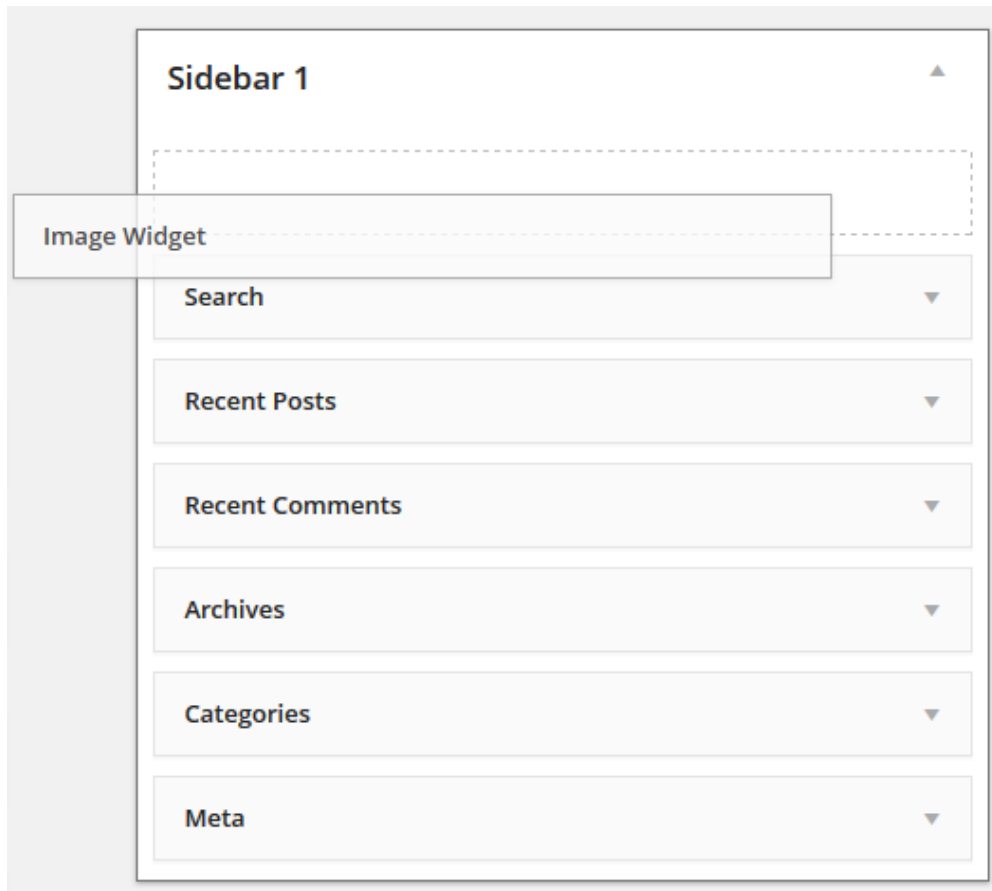 Sidebar 1
Image Widget
Search
Recent Posts
Recent Comments
Archives
Categories
Meta